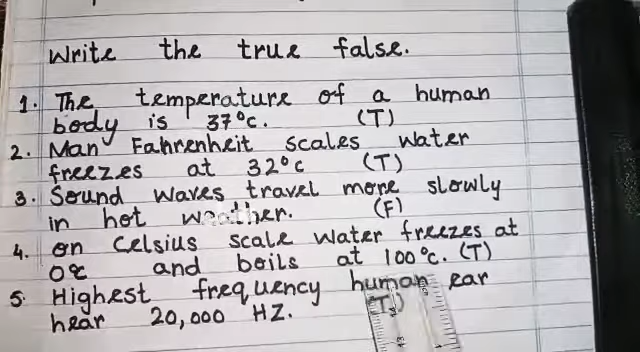 Write the true false.
1. The temperature of a human
body is 37°c. (T)
2. Man Fahrenheit scales water
freezes at 32°c (T)
3. Sound waves travel more slowly
in hot weather. (F)
4. on Celsius scale water freezes at
0℃ and boils at 100°c. (T)
5. Highest frequency human ear
hear 20,000 HZ. (T)